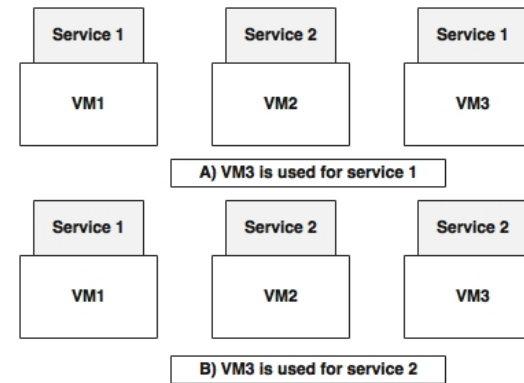 Service 1
Service 2
Service 1
VM1
VM2
VM3
A) VM3 is used for service 1
Service 1
Service 2
Service 2
VM1
VM2
VM3
B) VM3 is used for service 2